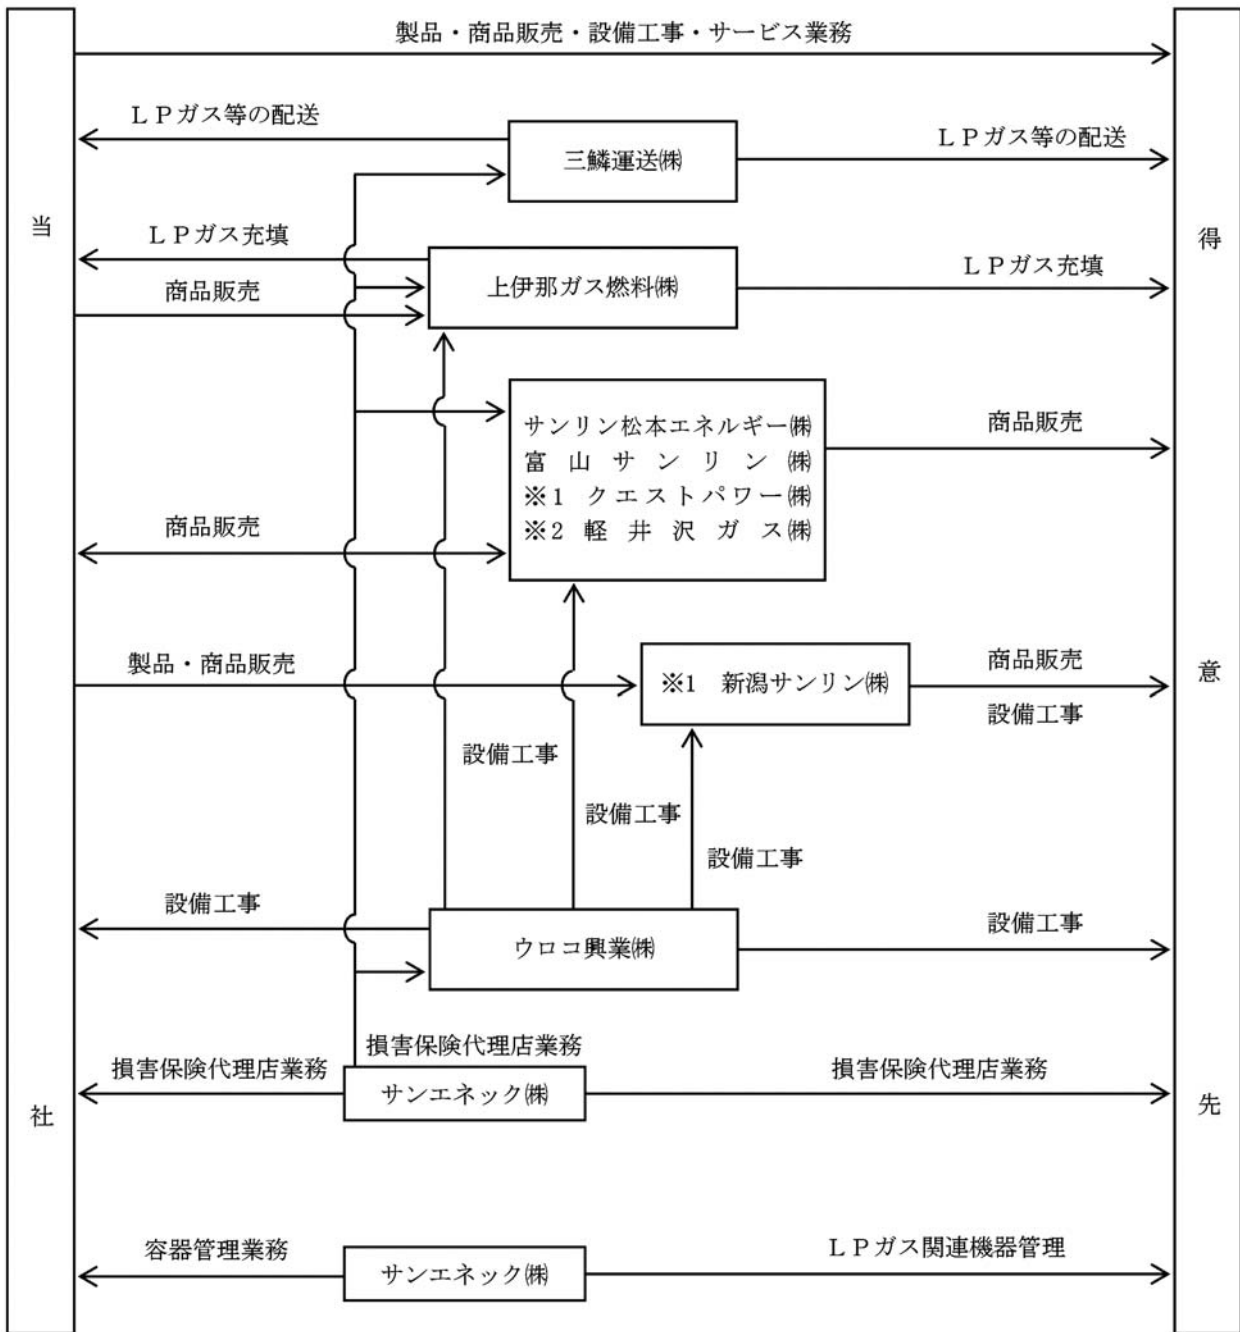 製品・商品販売・設備工事・サービス業務
ＬＰガス等の配送
三鱗運送㈱
ＬＰガス等の配送
当
得
ＬＰガス充填
上伊那ガス燃料㈱
ＬＰガス充填
商品販売
サンリン松本エネルギー㈱
富山サンリン㈱
※1 クエストパワー㈱
※2 軽井沢ガス㈱
商品販売
商品販売
製品・商品販売
※1 新潟サンリン㈱
商品販売
設備工事
意
設備工事
設備工事
設備工事
設備工事
ウロコ興業㈱
設備工事
損害保険代理店業務
損害保険代理店業務
サンエネック㈱
損害保険代理店業務
社
先
容器管理業務
サンエネック㈱
ＬＰガス関連機器管理